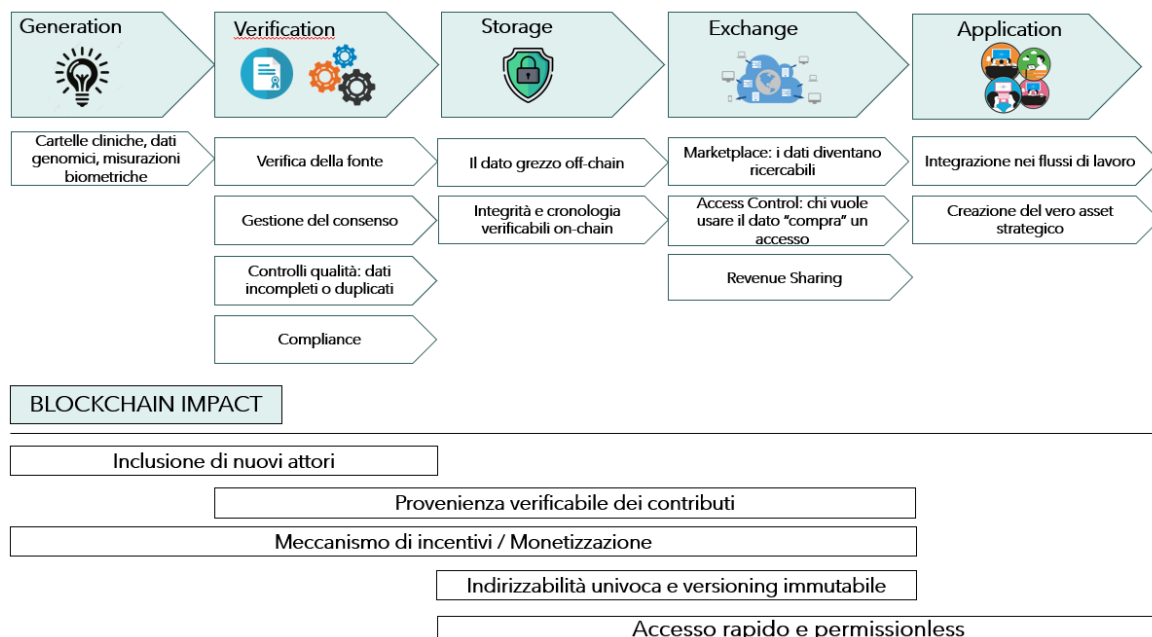 Generation
Verification
Storage
Exchange
Application
Cartelle cliniche, dati
genomici, misurazioni
biometriche
Verifica della fonte
Gestione del consenso
Controlli qualità: dati
incompleti o duplicati
Compliance
Il dato grezzo off-chain
Integrità e cronologia
verificabili on-chain
Marketplace: i dati diventano
ricercabili
Access Control: chi vuole
usare il dato “compra” un
accesso
Revenue Sharing
Integrazione nei flussi di lavoro
Creazione del vero asset
strategico
BLOCKCHAIN IMPACT
Inclusione di nuovi attori
Provenienza verificabile dei contributi
Meccanismo di incentivi / Monetizzazione
Indirizzabilità univoca e versioning immutabile
Accesso rapido e permissionless